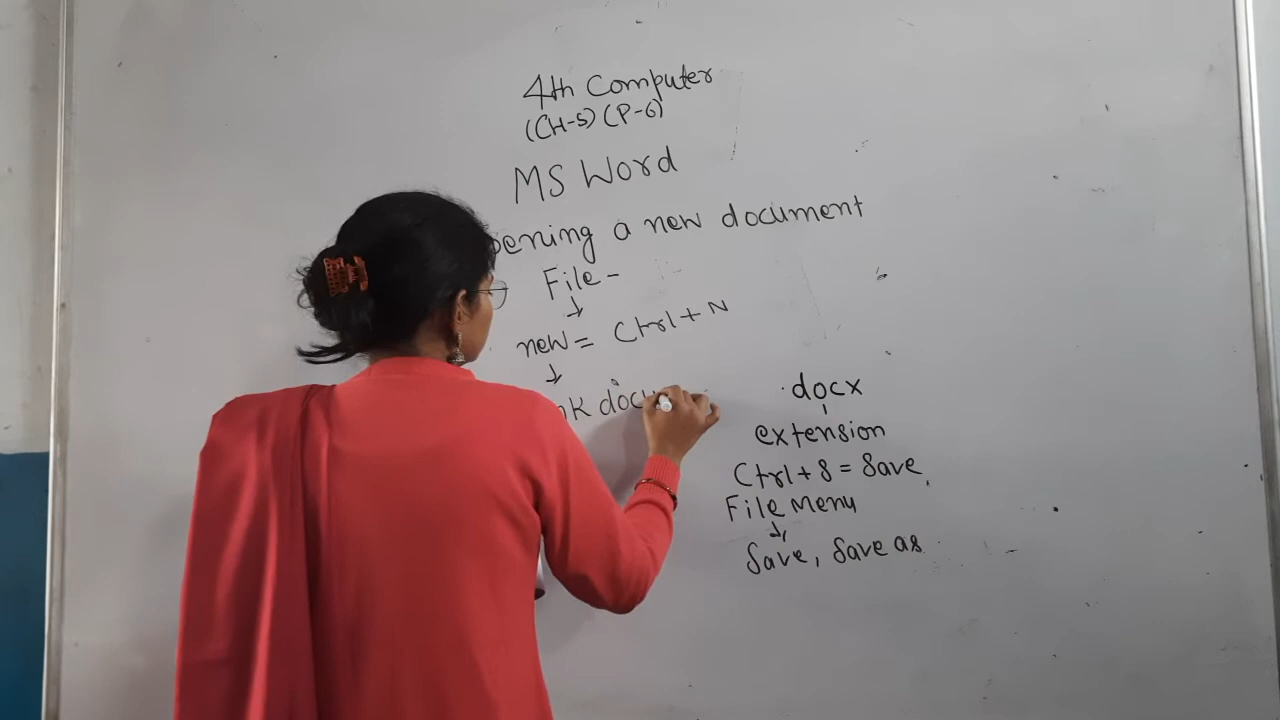 4th Computer
(CH-5) (P-6)
MS Word
pening a new document
File -
↓
new = Ctrl + N
↓
nk docu
.docx
extension
Ctrl + S = Save
File Menu
↓
Save, Save as